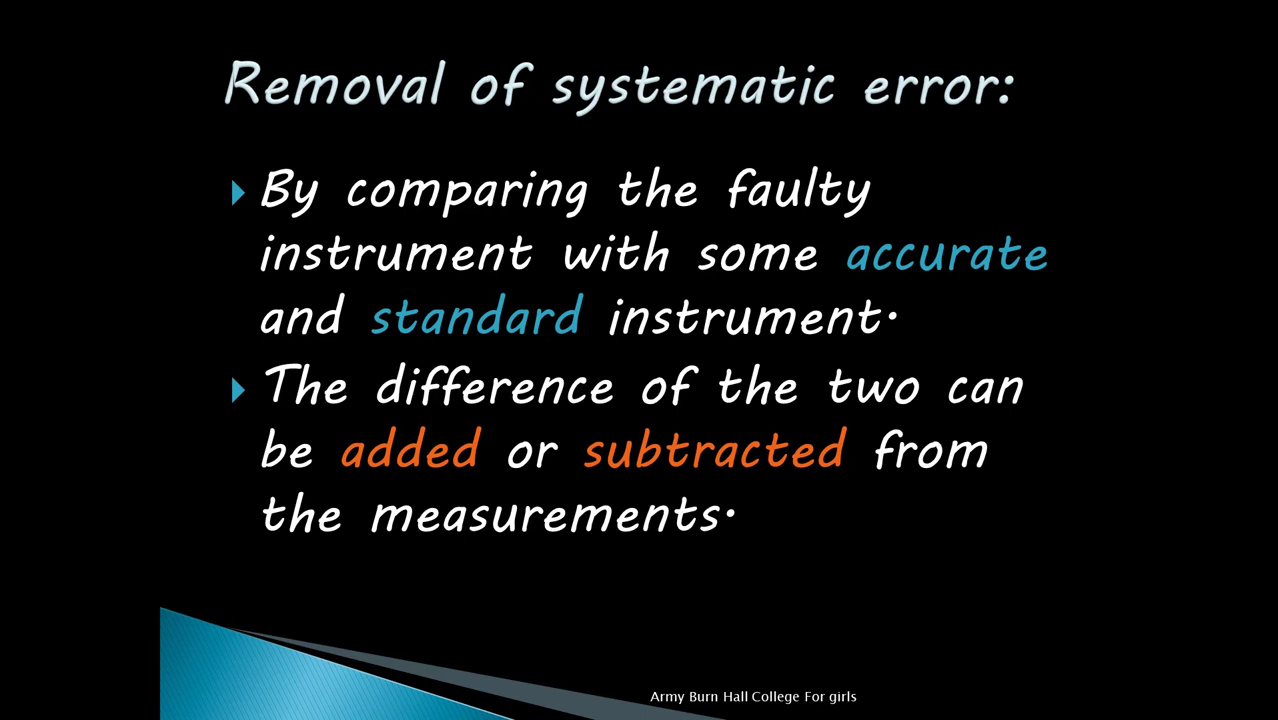 Removal of systematic error:
By comparing the faulty
instrument with some accurate
and standard instrument.
The difference of the two can
be added or subtracted from
the measurements.
Army Burn Hall College For girls